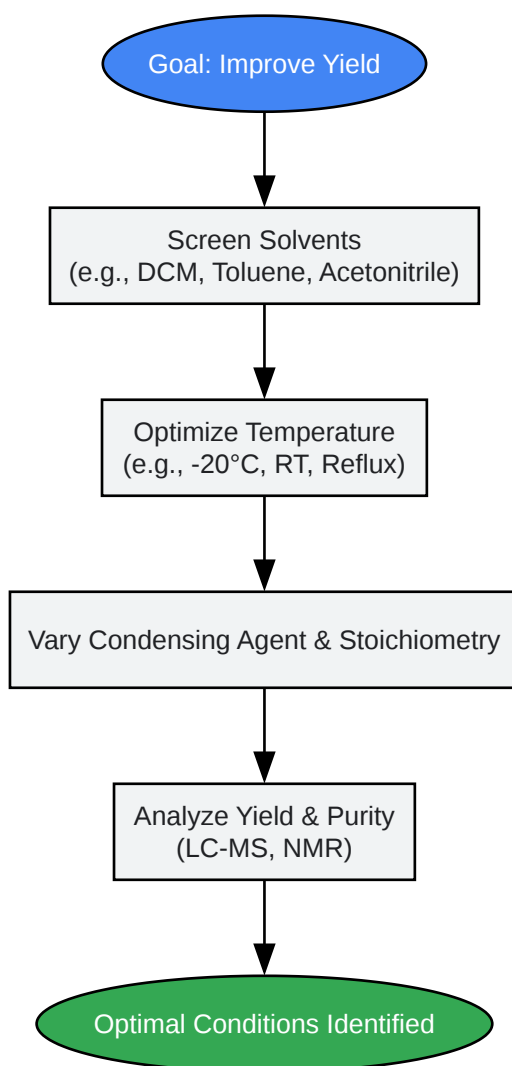 Goal: Improve Yield
Screen Solvents
(e.g., DCM, Toluene, Acetonitrile)
Optimize Temperature
(e.g., -20°C, RT, Reflux)
Vary Condensing Agent & Stoichiometry
Analyze Yield & Purity
(LC-MS, NMR)
Optimal Conditions Identified